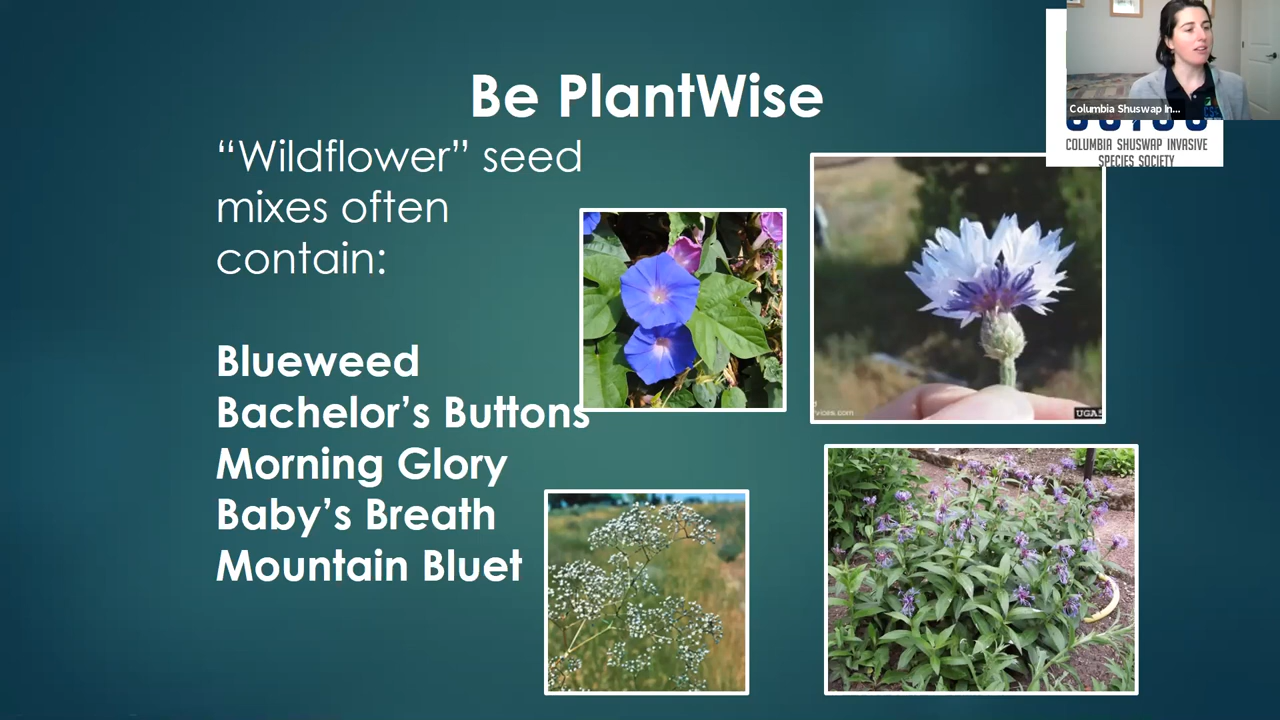 Be PlantWise
“Wildflower” seed
mixes often
contain:
Blueweed
Bachelor’s Buttons
Morning Glory
Baby’s Breath
Mountain Bluet
Columbia Shuswap In...
COLUMBIA SHUSWAP INVASIVE
SPECIES SOCIETY